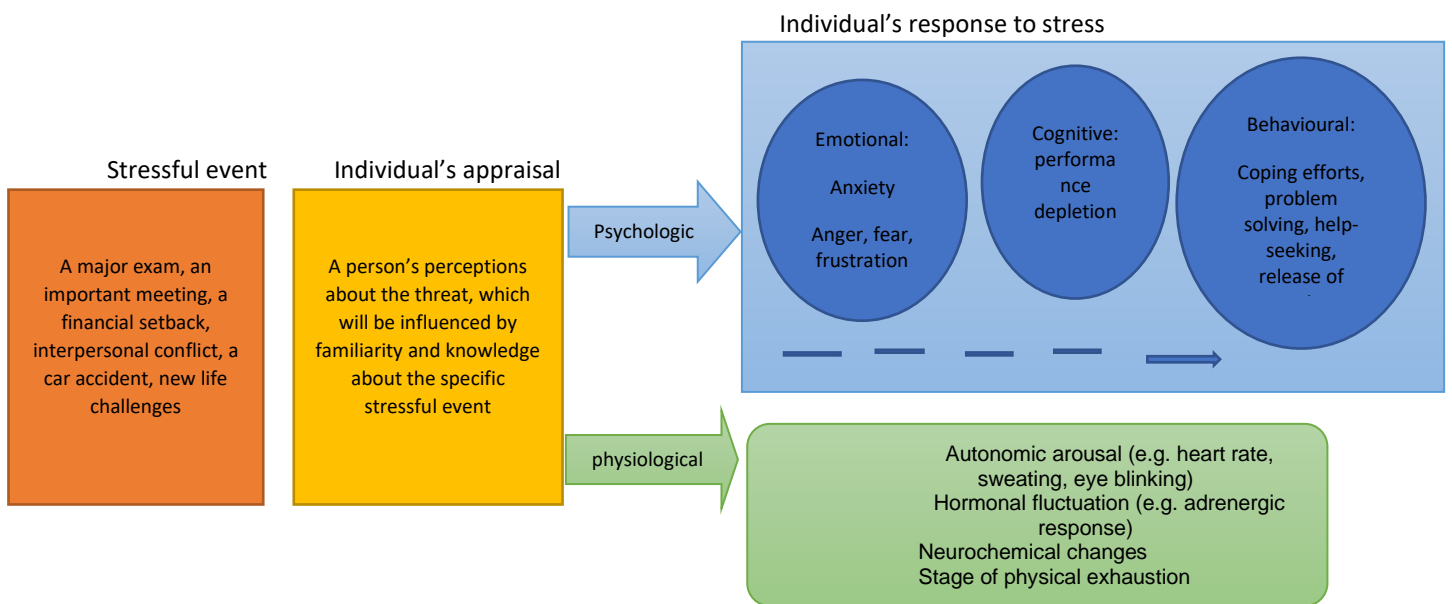 Individual’s response to stress
Stressful event
Individual’s appraisal
A major exam, an
important meeting, a
financial setback,
interpersonal conflict, a
car accident, new life
challenges
A person’s perceptions
about the threat, which
will be influenced by
familiarity and knowledge
about the specific
stressful event
Psychologic
Emotional:
Anxiety
Anger, fear,
frustration
Cognitive:
performa
nce
depletion
Behavioural:
Coping efforts,
problem
solving, help-
seeking,
release of
physiological
Autonomic arousal (e.g. heart rate,
sweating, eye blinking)
Hormonal fluctuation (e.g. adrenergic
response)
Neurochemical changes
Stage of physical exhaustion